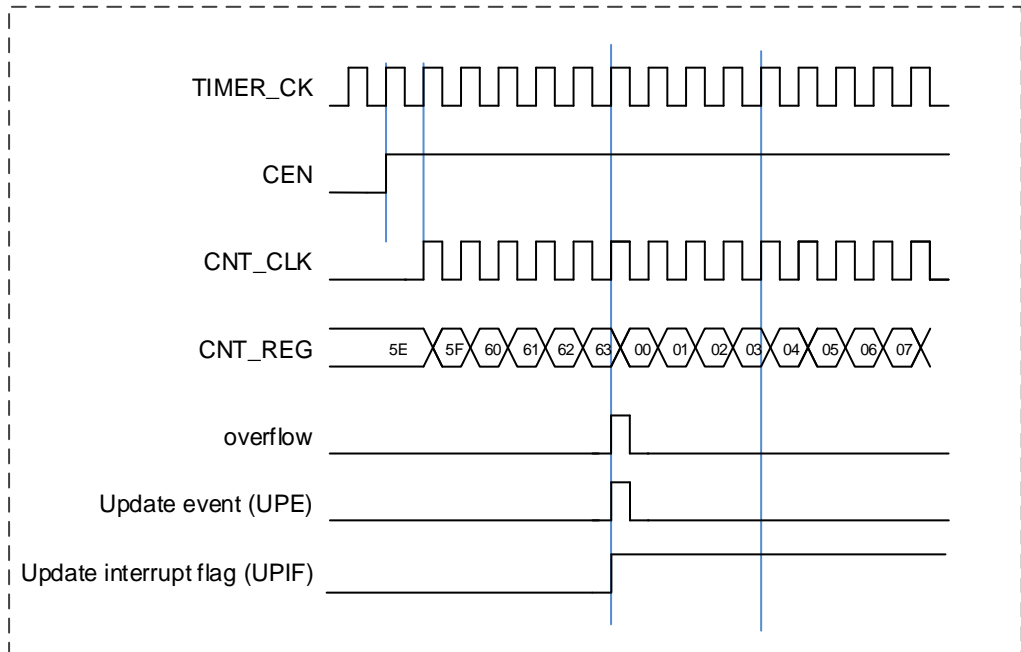 TIMER_CK
CEN
CNT_CLK
CNT_REG 5E 5F 60 61 62 63 00 01 02 03 04 05 06 07
overflow
Update event (UPE)
Update interrupt flag (UPIF)